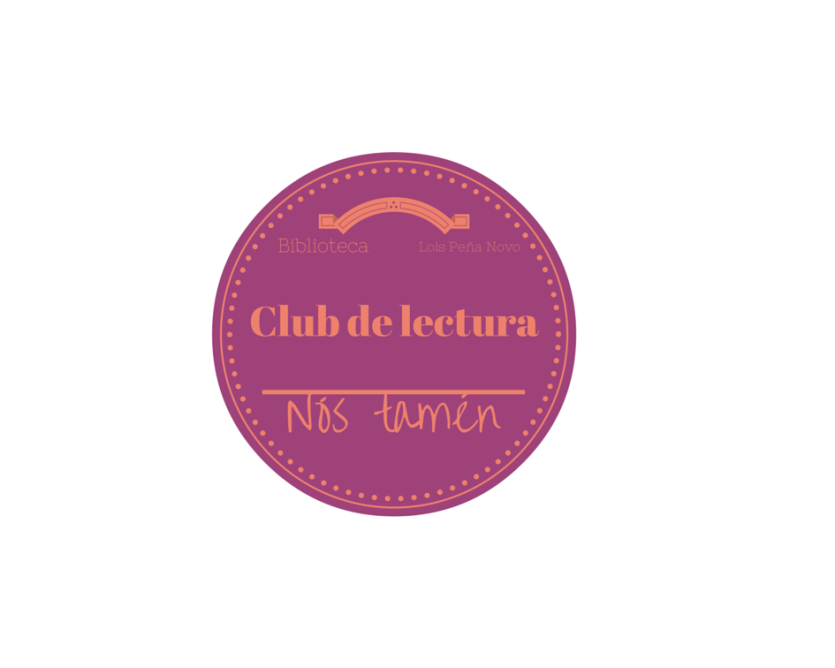 Biblioteca Lois Peña Novo
Club de lectura
Nós tamén